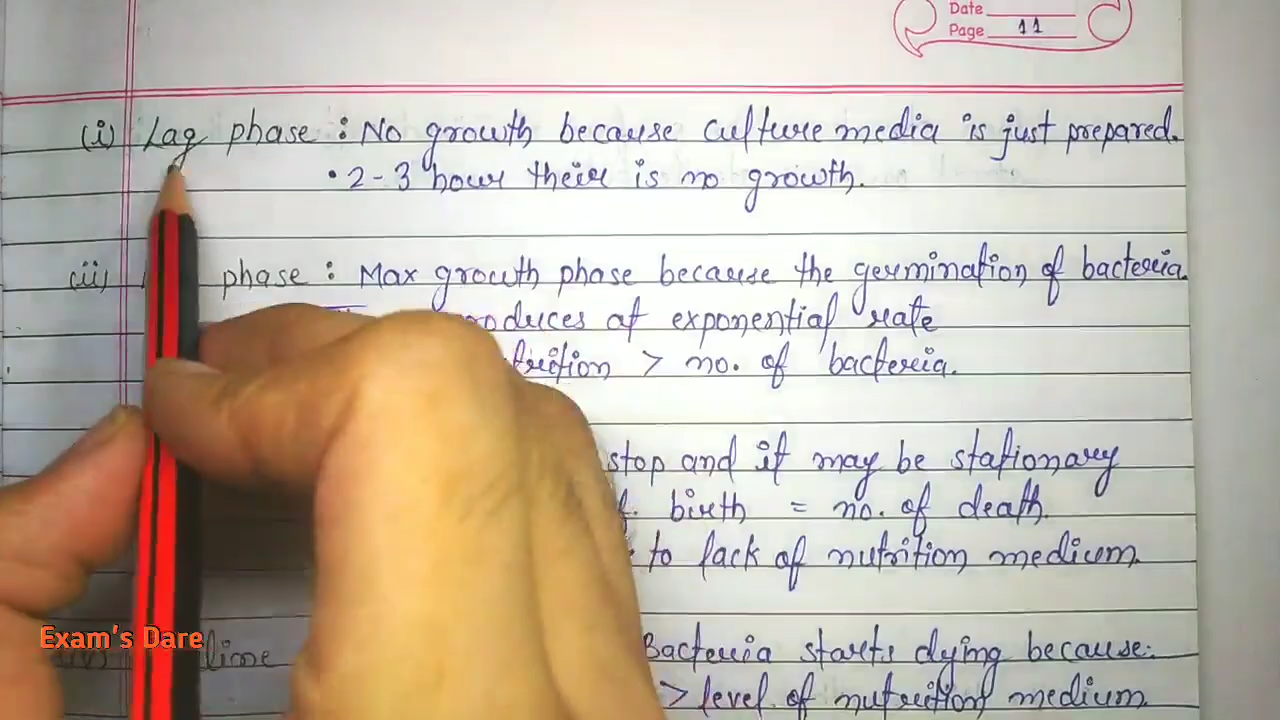 Date
Page 11
(i) Lag phase : No growth because culture media is just prepared.
• 2-3 hour their is no growth.
(ii) phase : Max growth phase because the germination of bacteria.
at exponential rate
> no. of bacteria.
stop and it may be stationary
birth = no. of death.
to lack of nutrition medium.
Bacteria starts dying because:
> level of nutrition medium
Exam's Dare